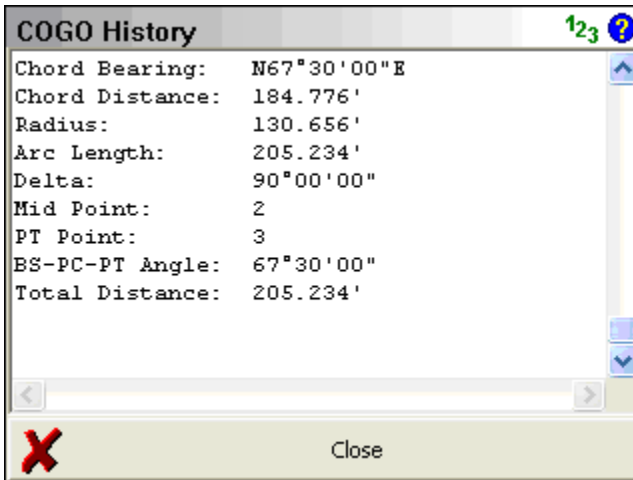 COGO History 123 ?
Chord Bearing: N67°30'00"E
Chord Distance: 184.776'
Radius: 130.656'
Arc Length: 205.234'
Delta: 90°00'00"
Mid Point: 2
PT Point: 3
BS-PC-PT Angle: 67°30'00"
Total Distance: 205.234'
Close